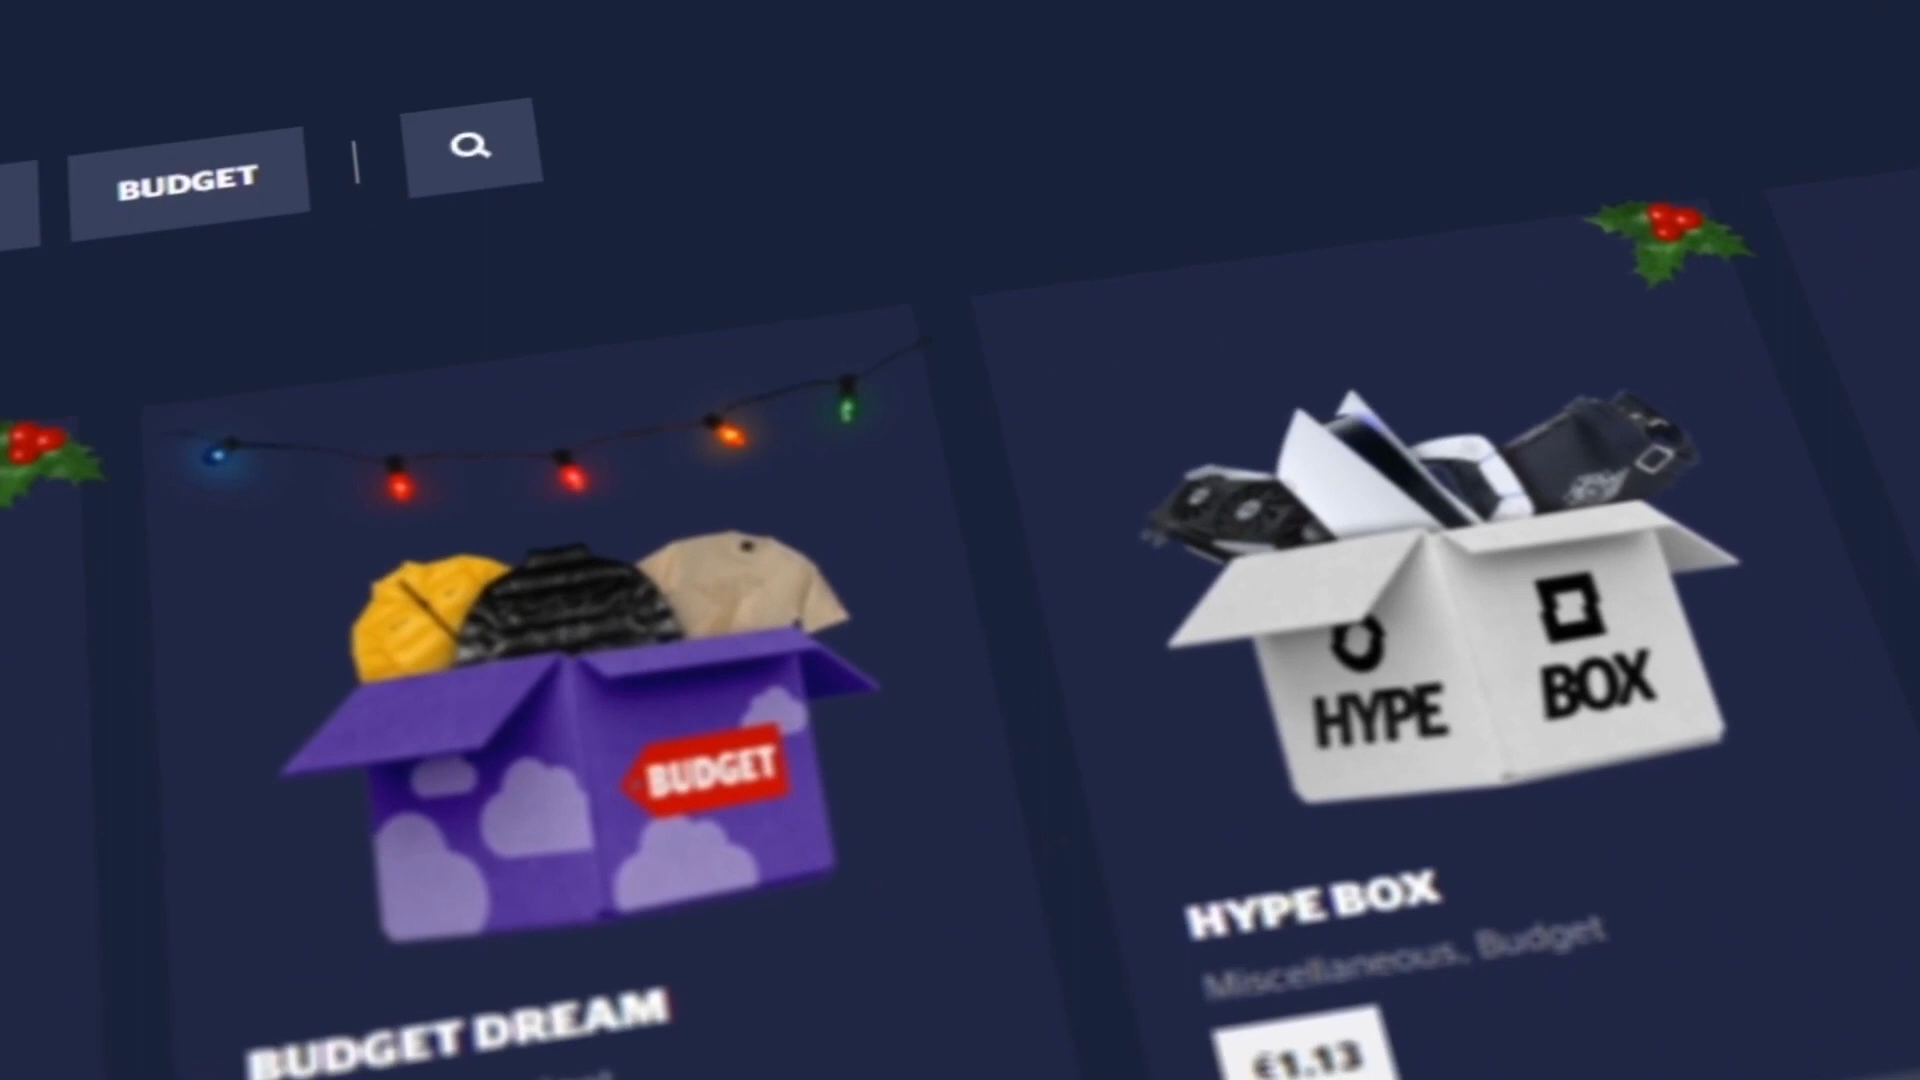 BUDGET
BUDGET
HYPE
BOX
BUDGET DREAM
HYPE BOX
Miscellaneous, Budget
€1.13